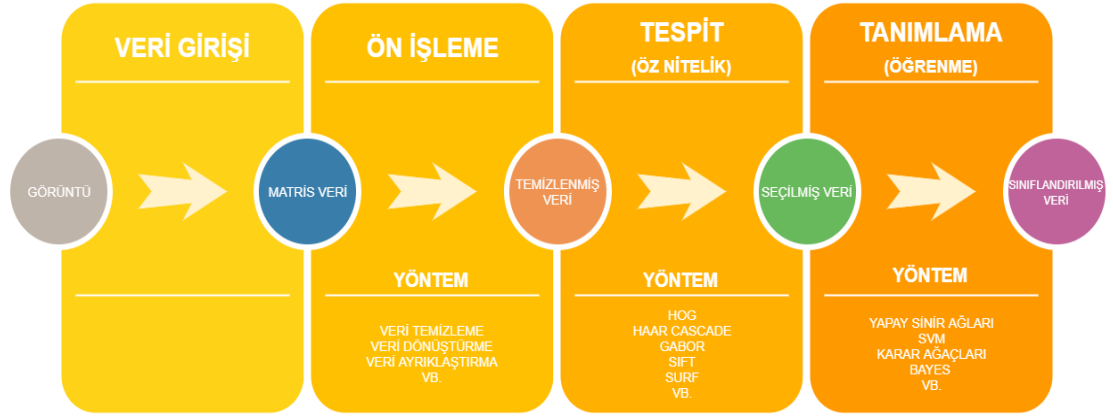 VERİ GİRİŞİ
ÖN İŞLEME
TESPİT
(ÖZ NİTELİK)
TANIMLAMA
(ÖĞRENME)
GÖRÜNTÜ
MATRİS VERİ
TEMİZLENMİŞ
VERİ
SEÇİLMİŞ VERİ
SINIFLANDIRILMIŞ
VERİ
YÖNTEM
VERİ TEMİZLEME
VERİ DÖNÜŞTÜRME
VERİ AYRIKLAŞTIRMA
VB.
YÖNTEM
HOG
HAAR CASCADE
GABOR
SIFT
SURF
VB.
YÖNTEM
YAPAY SİNİR AĞLARI
SVM
KARAR AĞAÇLARI
BAYES
VB.